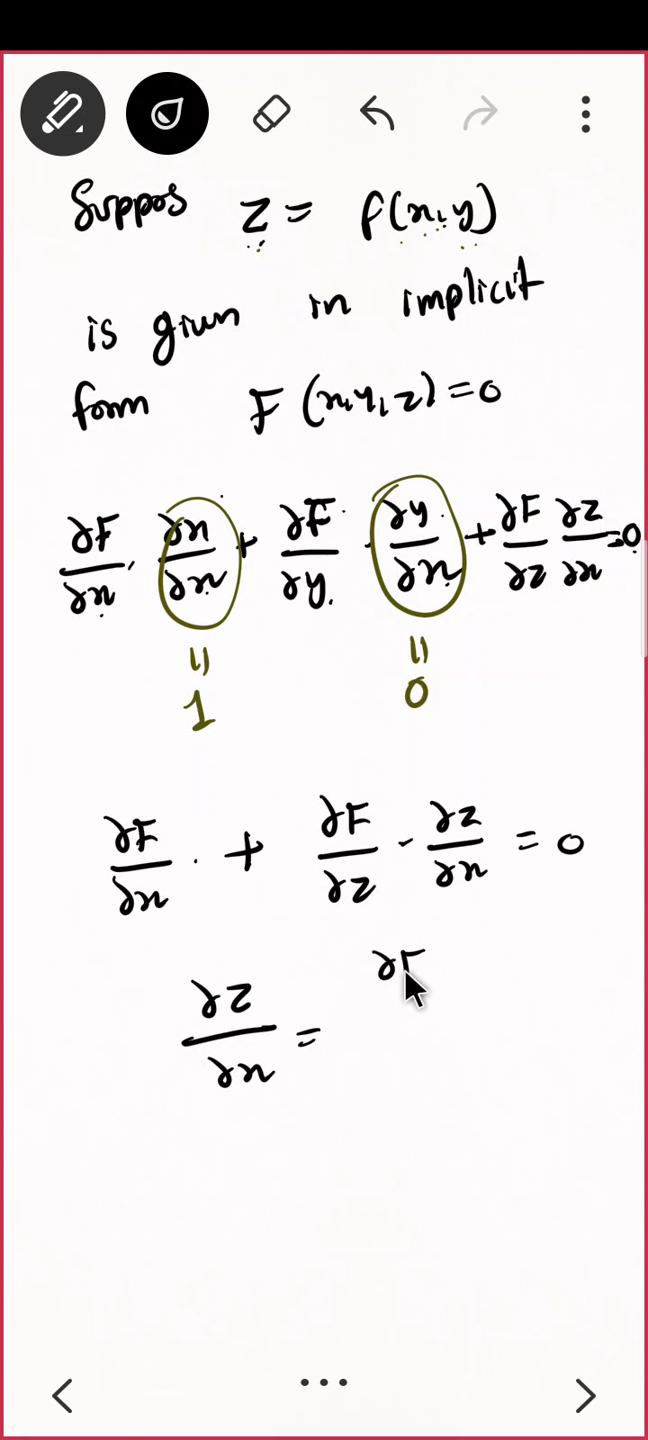 Suppos z = f(x,y)
is given in implicit
form F(x,y,z)=0
∂F/∂x · ∂x/∂x + ∂F/∂y · ∂y/∂x + ∂F/∂z ∂z/∂x =0
= 1 = 0
∂F/∂x · + ∂F/∂z - ∂z/∂x = 0
∂z/∂x = ∂F